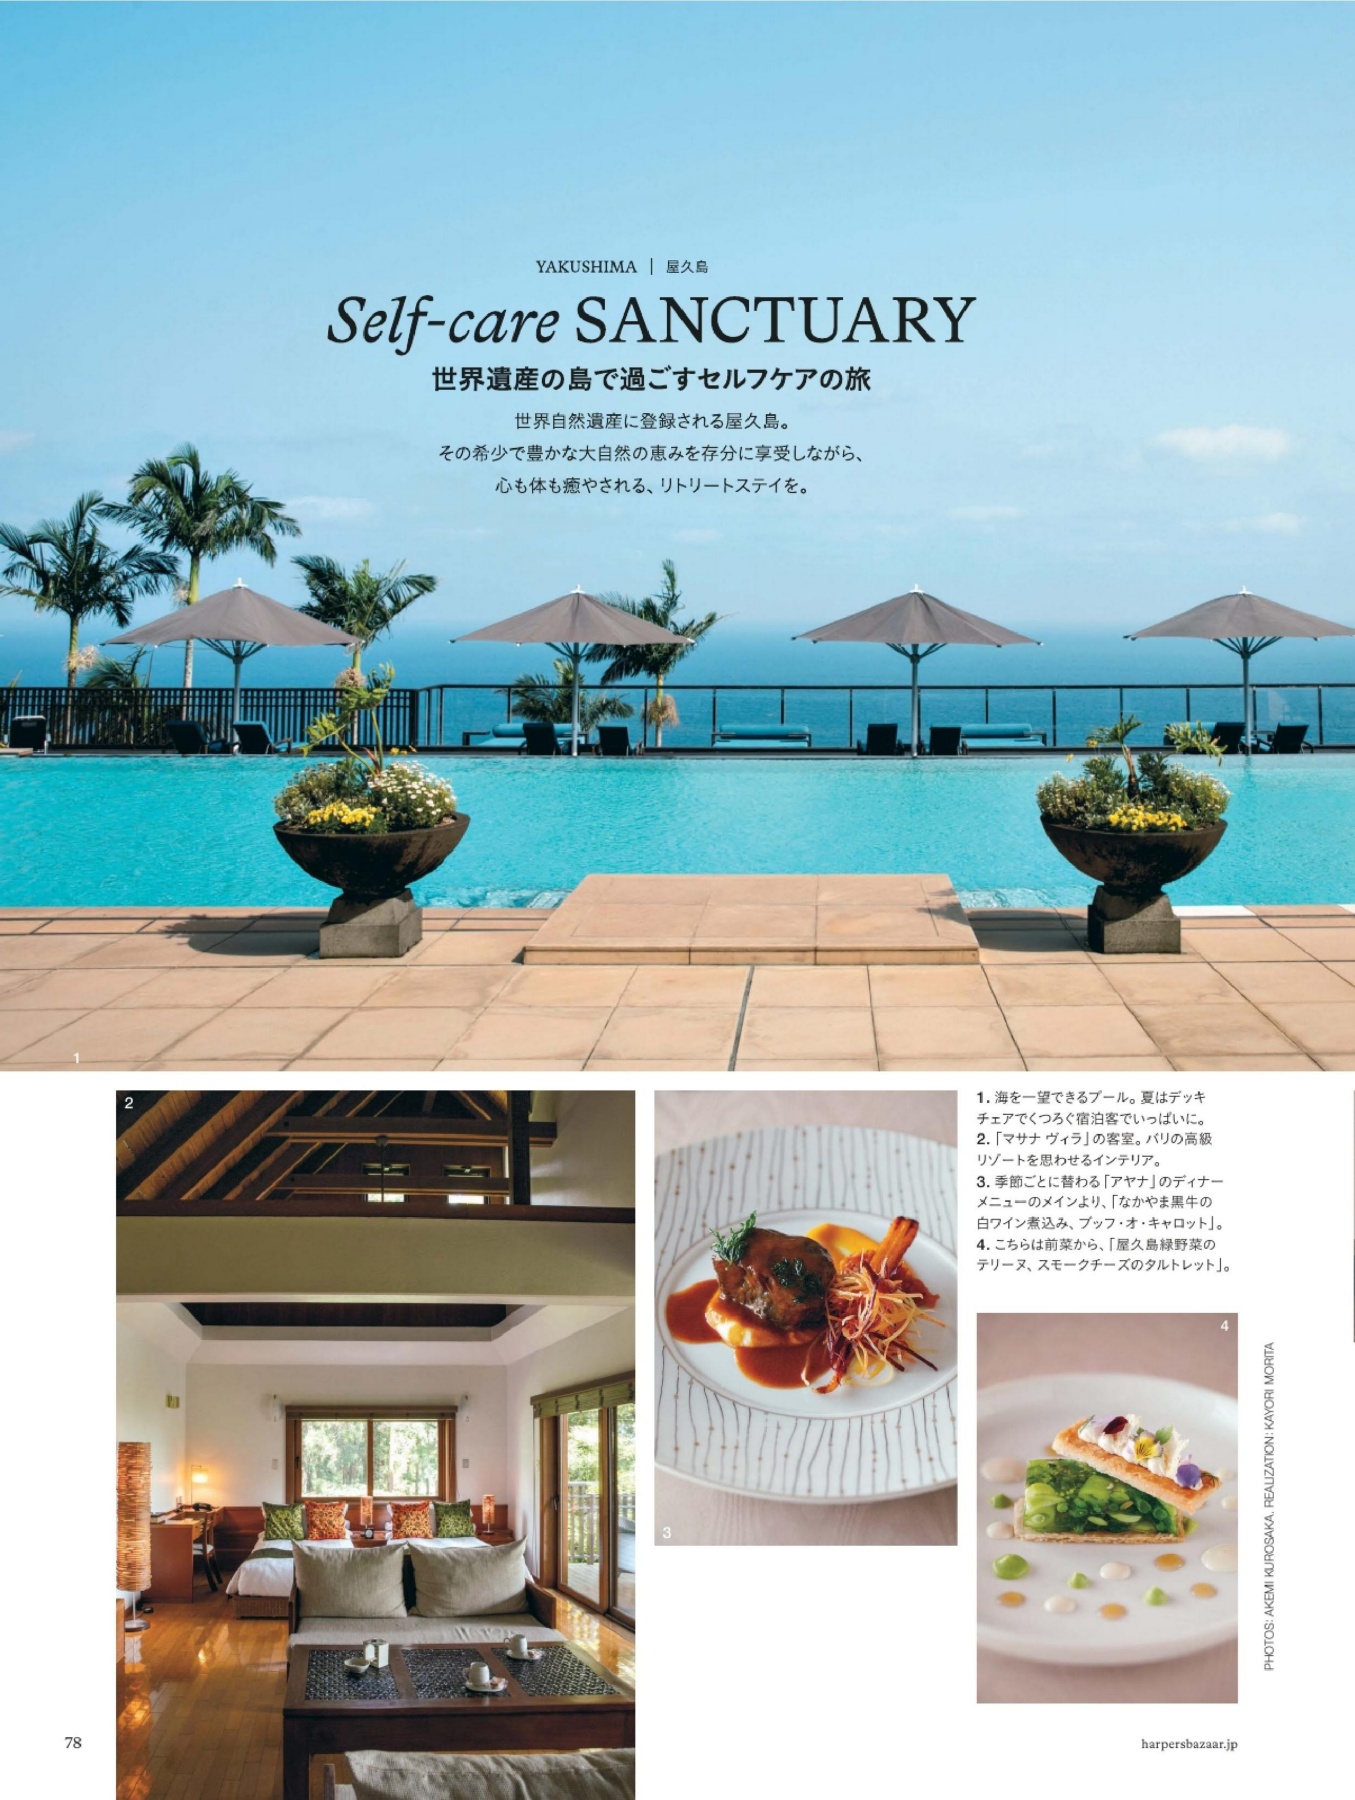 YAKUSHIMA | 屋久島
Self-care SANCTUARY
世界遺産の島で過ごすセルフケアの旅
世界自然遺産に登録される屋久島。
その希少で豊かな大自然の恵みを存分に享受しながら、
心も体も癒やされる、リトリートステイを。
1
2
3
1. 海を一望できるプール。夏はデッキ
チェアでくつろぐ宿泊客でいっぱいに。
2.「マサナ ヴィラ」の客室。バリの高級
リゾートを思わせるインテリア。
3. 季節ごとに替わる「アヤナ」のディナー
メニューのメインより、「なかやま黒牛の
白ワイン煮込み、ブッフ・オ・キャロット」。
4. こちらは前菜から、「屋久島緑野菜の
テリーヌ、スモークチーズのタルトレット」。
4
PHOTOS: AKEMI KUROSAKA. REALIZATION: KAYORI MORITA
78
harpersbazaar.jp